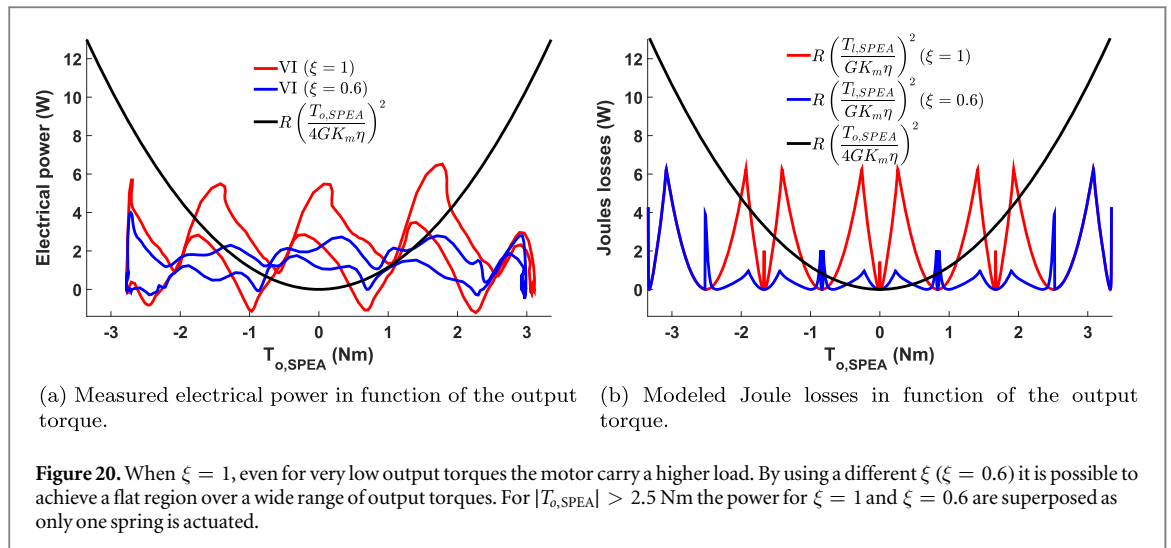 12
10
8
6
4
2
0
Electrical power (W)
VI (ξ = 1)
VI (ξ = 0.6)
R (T_{o,SPEA} / 4GK_mη)^2
-3 -2 -1 0 1 2 3
T_{o,SPEA} (Nm)
(a) Measured electrical power in function of the output
torque.
12
10
8
6
4
2
0
Joules losses (W)
R (T_{l,SPEA} / GK_mη)^2 (ξ = 1)
R (T_{l,SPEA} / GK_mη)^2 (ξ = 0.6)
R (T_{o,SPEA} / 4GK_mη)^2
-3 -2 -1 0 1 2 3
T_{o,SPEA} (Nm)
(b) Modeled Joule losses in function of the output
torque.
Figure 20. When ξ = 1, even for very low output torques the motor carry a higher load. By using a different ξ (ξ = 0.6) it is possible to
achieve a flat region over a wide range of output torques. For |T_{o,SPEA}| > 2.5 Nm the power for ξ = 1 and ξ = 0.6 are superposed as
only one spring is actuated.